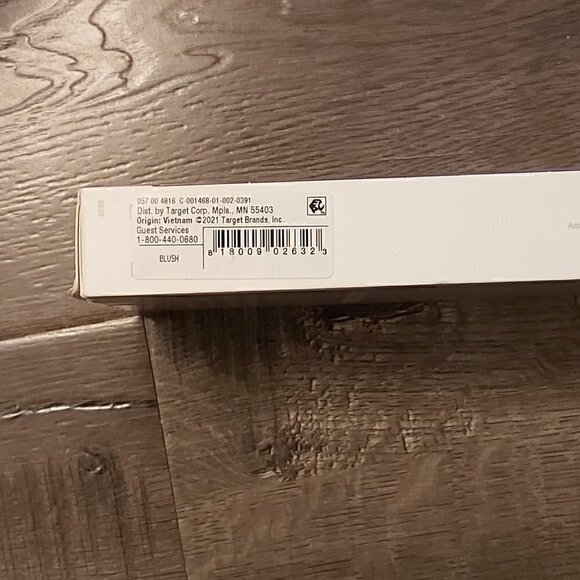 057 00 4816 C-001468-01-002-0391
Dist. by Target Corp. Mpls., MN 55403
Origin: Vietnam ©2021 Target Brands, Inc.
Guest Services
1-800-440-0680
BLUSH
8 18009 02632 3
App